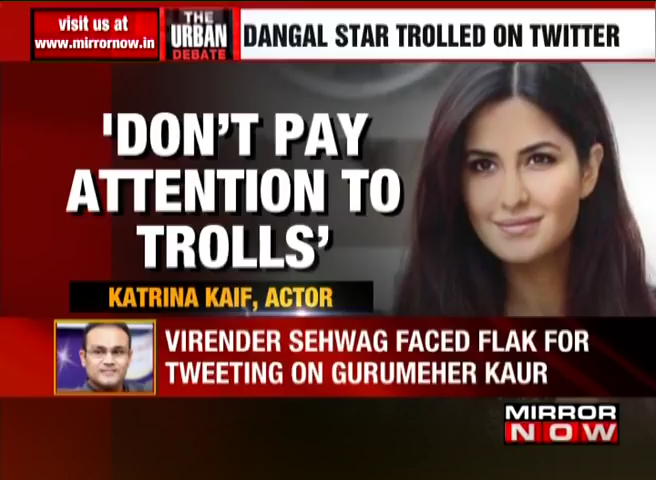 visit us at
www.mirrornow.in
THE
URBAN
DEBATE
DANGAL STAR TROLLED ON TWITTER
'DON'T PAY
ATTENTION TO
TROLLS'
KATRINA KAIF, ACTOR
VIRENDER SEHWAG FACED FLAK FOR
TWEETING ON GURUMEHER KAUR
MIRROR
NOW